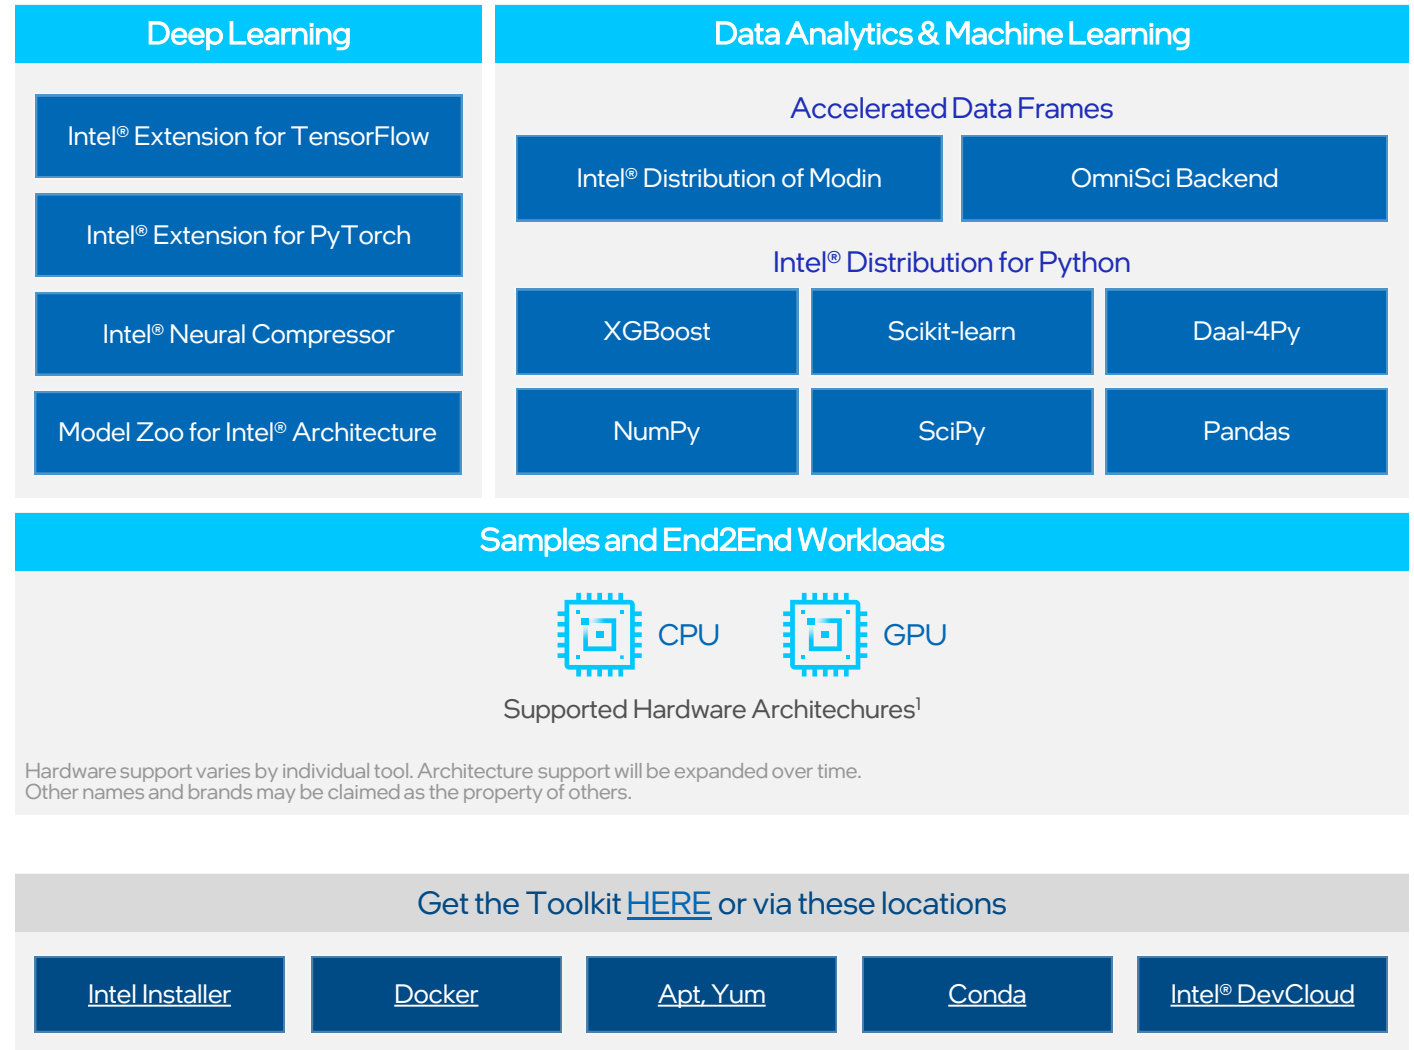 Deep Learning
Intel® Extension for TensorFlow
Intel® Extension for PyTorch
Intel® Neural Compressor
Model Zoo for Intel® Architecture
Data Analytics & Machine Learning
Accelerated Data Frames
Intel® Distribution of Modin
OmniSci Backend
Intel® Distribution for Python
XGBoost
Scikit-learn
Daal-4Py
NumPy
SciPy
Pandas
Samples and End2End Workloads
CPU
GPU
Supported Hardware Architechures¹
Hardware support varies by individual tool. Architecture support will be expanded over time.
Other names and brands may be claimed as the property of others.
Get the Toolkit HERE or via these locations
Intel Installer
Docker
Apt, Yum
Conda
Intel® DevCloud